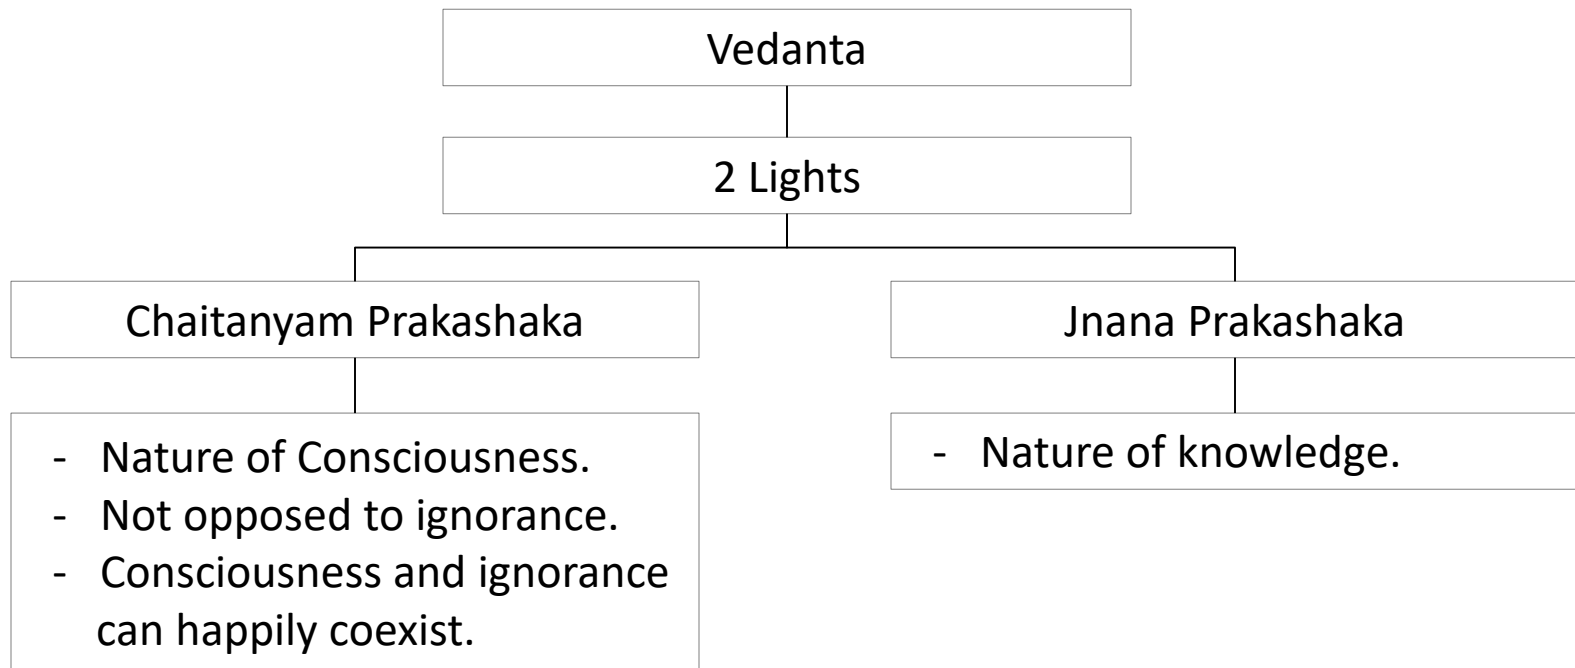 Vedanta
2 Lights
Chaitanyam Prakashaka
Jnana Prakashaka
- Nature of Consciousness.
- Not opposed to ignorance.
- Consciousness and ignorance
can happily coexist.
- Nature of knowledge.